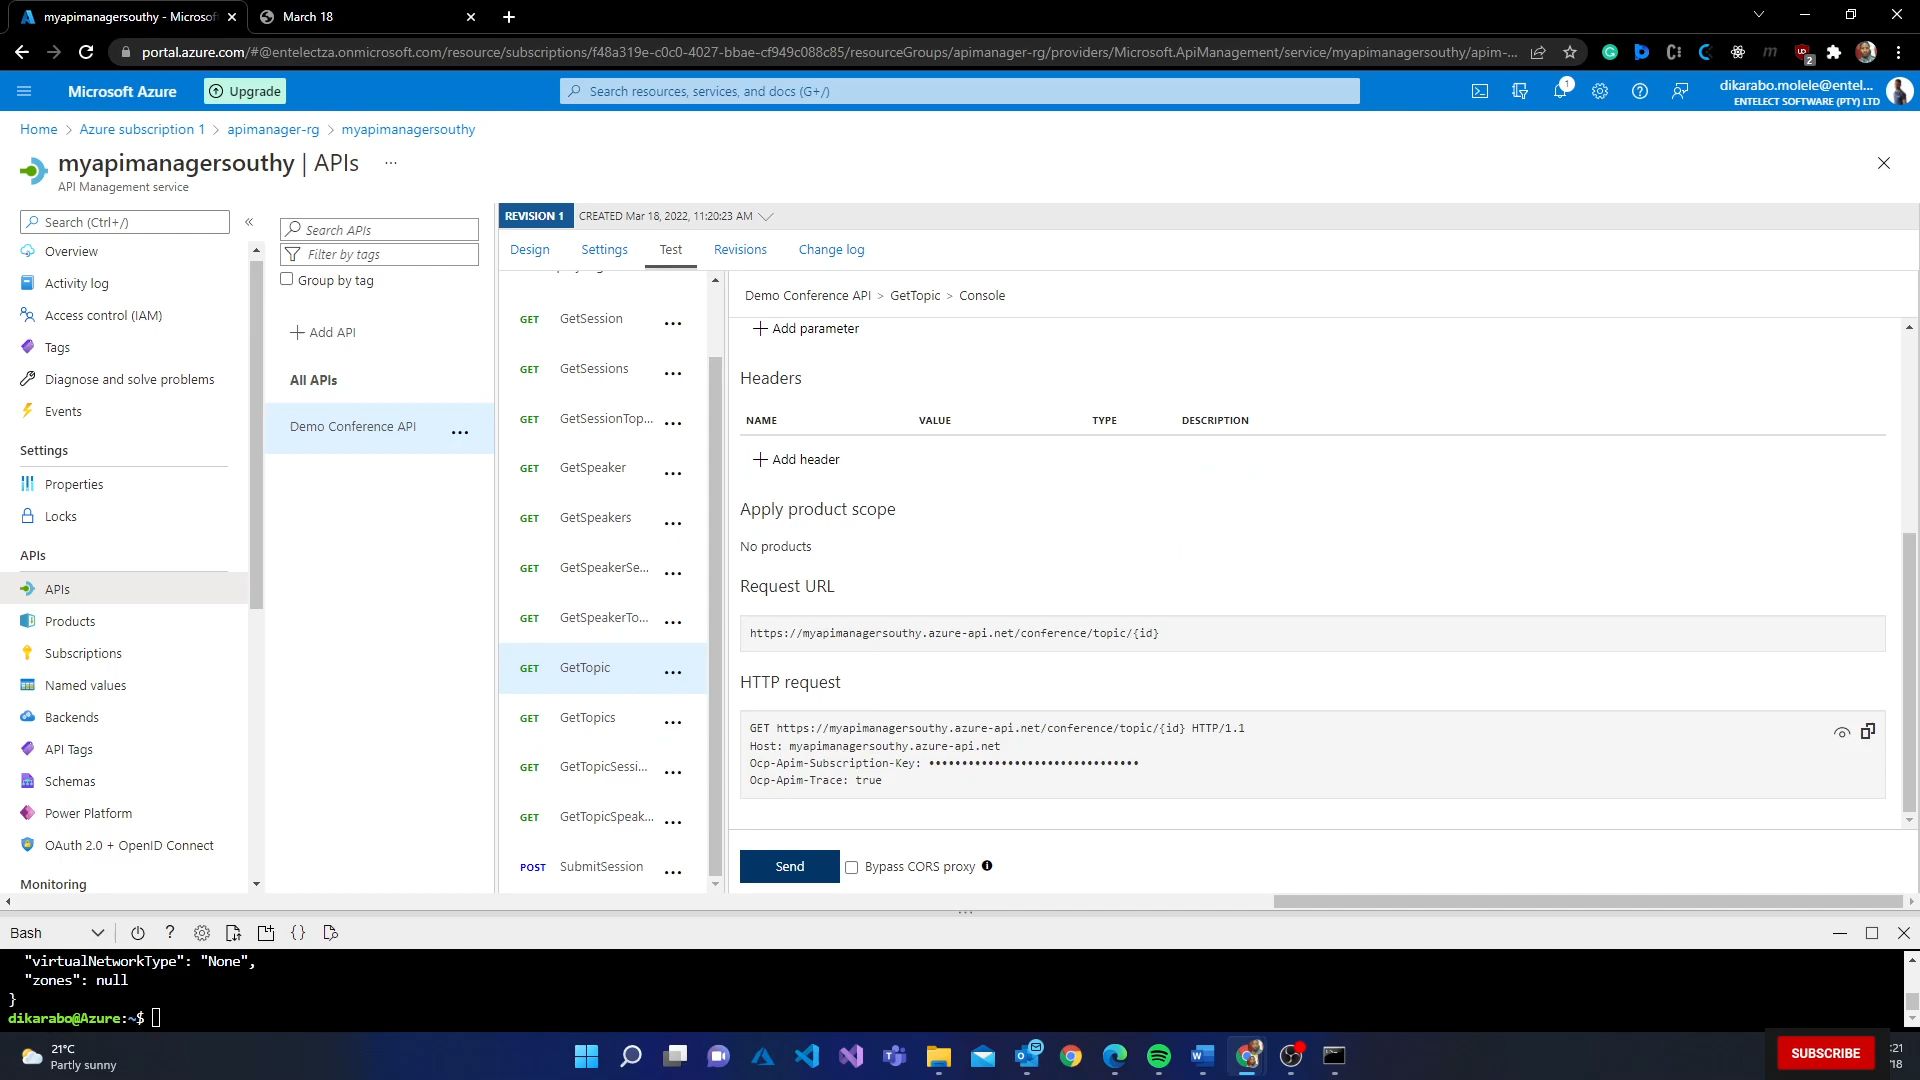 myapimanagersouthy - Microsof
March 18
portal.azure.com/#@entelectza.onmicrosoft.com/resource/subscriptions/f48a319e-c0c0-4027-bbae-cf949c088c85/resourceGroups/apimanager-rg/providers/Microsoft.ApiManagement/service/myapimanagersouthy/apim-...
2
Microsoft Azure
Upgrade
Search resources, services, and docs (G+/)
1
dikarabo.molele@entel...
ENTELECT SOFTWARE (PTY) LTD
Home > Azure subscription 1 > apimanager-rg > myapimanagersouthy
myapimanagersouthy | APIs ...
API Management service
Search (Ctrl+/)
Overview
Activity log
Access control (IAM)
Tags
Diagnose and solve problems
Events
Settings
Properties
Locks
APIs
APIs
Products
Subscriptions
Named values
Backends
API Tags
Schemas
Power Platform
OAuth 2.0 + OpenID Connect
Monitoring
Search APIs
Filter by tags
Group by tag
Add API
All APIs
Demo Conference API ...
REVISION 1 CREATED Mar 18, 2022, 11:20:23 AM
Design Settings Test Revisions Change log
GET GetSession ...
GET GetSessions ...
GET GetSessionTop... ...
GET GetSpeaker ...
GET GetSpeakers ...
GET GetSpeakerSe... ...
GET GetSpeakerTo... ...
GET GetTopic ...
GET GetTopics ...
GET GetTopicSessi... ...
GET GetTopicSpeak... ...
POST SubmitSession ...
Demo Conference API > GetTopic > Console
Add parameter
Headers
NAME VALUE TYPE DESCRIPTION
Add header
Apply product scope
No products
Request URL
https://myapimanagersouthy.azure-api.net/conference/topic/{id}
HTTP request
GET https://myapimanagersouthy.azure-api.net/conference/topic/{id} HTTP/1.1
Host: myapimanagersouthy.azure-api.net
Ocp-Apim-Subscription-Key: ••••••••••••••••••••••••••••••••
Ocp-Apim-Trace: true
Send
Bypass CORS proxy
Bash
"virtualNetworkType": "None",
"zones": null
}
dikarabo@Azure:~$
21°C
Partly sunny
SUBSCRIBE
:21
'18